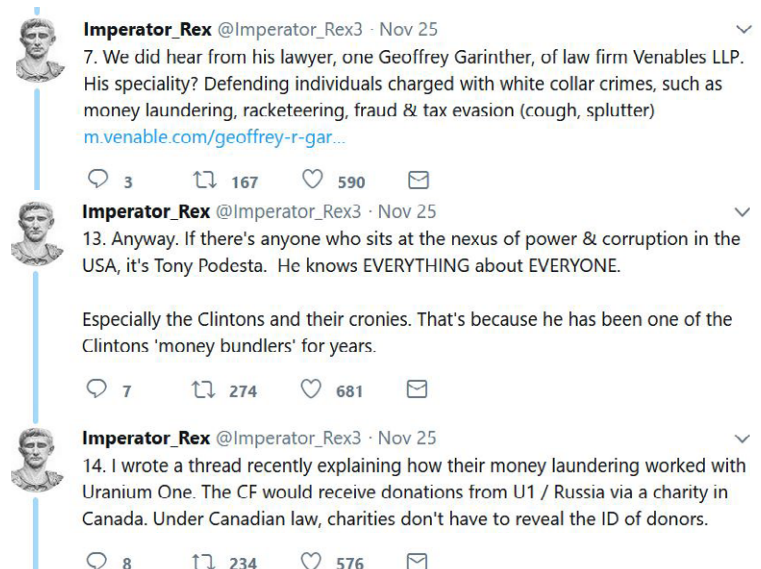 Imperator_Rex @Imperator_Rex3 · Nov 25
7. We did hear from his lawyer, one Geoffrey Garinther, of law firm Venables LLP.
His speciality? Defending individuals charged with white collar crimes, such as
money laundering, racketeering, fraud & tax evasion (cough, splutter)
m.venable.com/geoffrey-r-gar...
3 167 590
Imperator_Rex @Imperator_Rex3 · Nov 25
13. Anyway. If there's anyone who sits at the nexus of power & corruption in the
USA, it's Tony Podesta. He knows EVERYTHING about EVERYONE.
Especially the Clintons and their cronies. That's because he has been one of the
Clintons 'money bundlers' for years.
7 274 681
Imperator_Rex @Imperator_Rex3 · Nov 25
14. I wrote a thread recently explaining how their money laundering worked with
Uranium One. The CF would receive donations from U1 / Russia via a charity in
Canada. Under Canadian law, charities don't have to reveal the ID of donors.
8 234 576